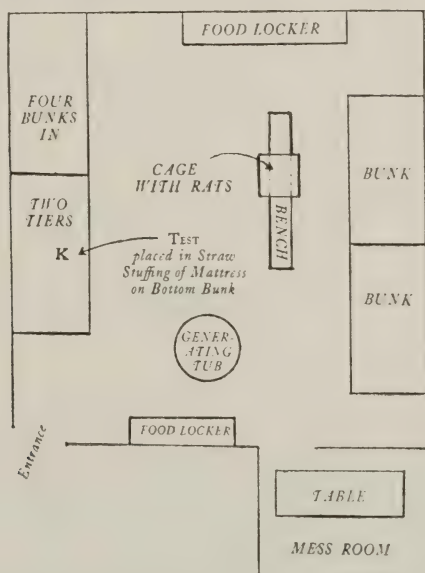 FOOD LOCKER
FOUR
BUNKS
IN
TWO
TIERS
K
CAGE
WITH RATS
BENCH
BUNK
BUNK
TEST
placed in Straw
Stuffing of Mattress
on Bottom Bunk
GENER-
ATING
TUB
Entrance
FOOD LOCKER
TABLE
MESS ROOM